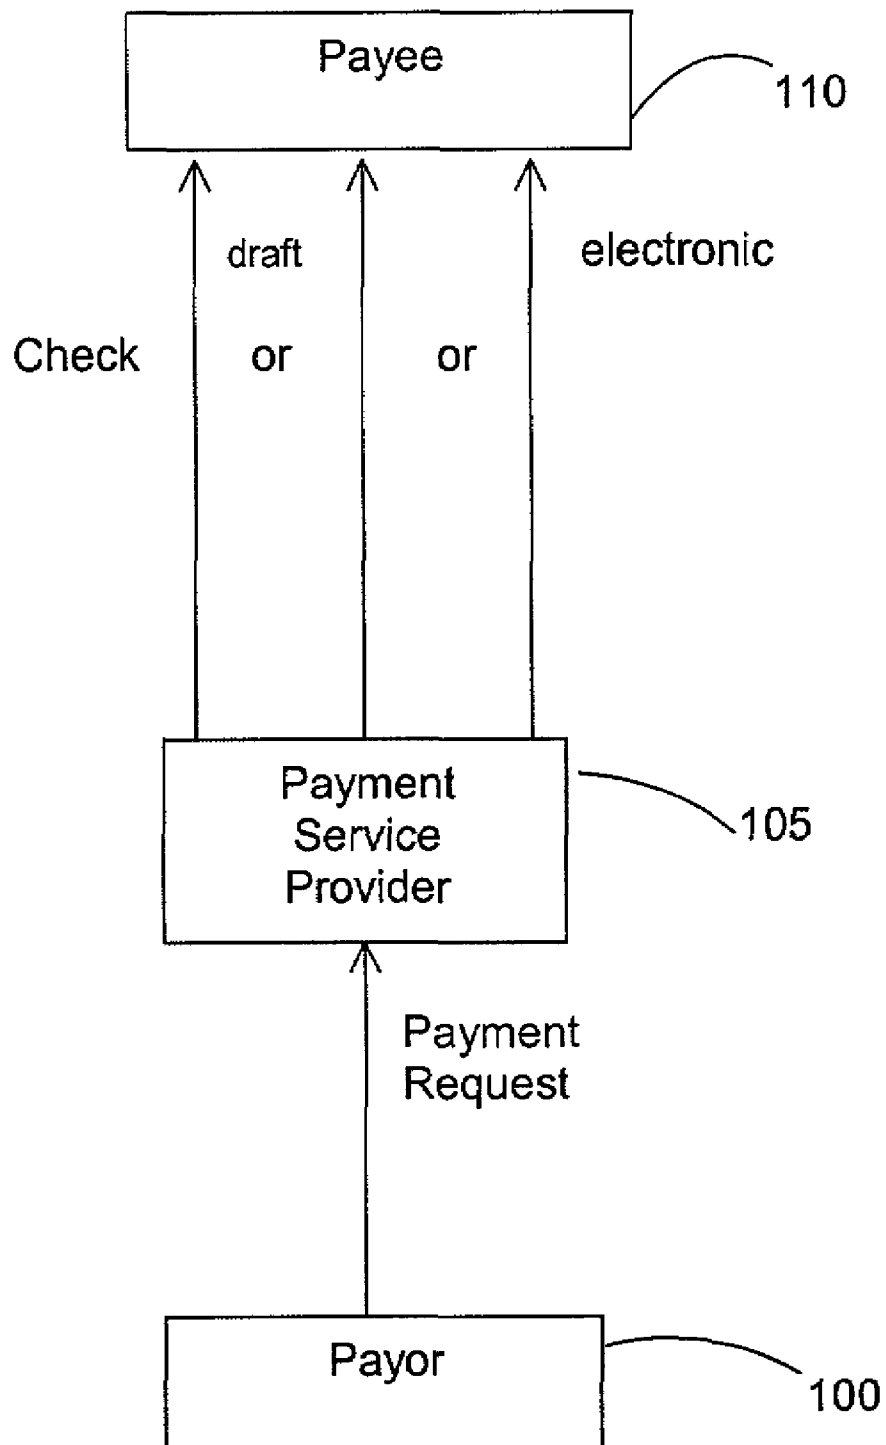 Payee
110
draft
electronic
Check or or
Payment
Service
Provider
105
Payment
Request
Payor
100